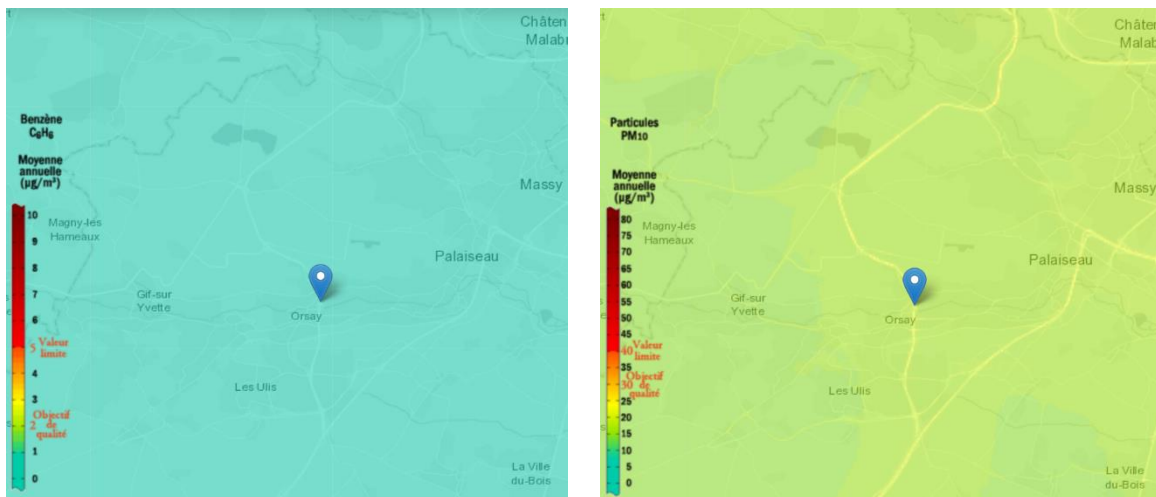 rt
Châten
Malabr
Benzène
C₆H₆
Moyenne
annuelle
(µg/m³)
Massy
10
Magny-les
Hameaux
9
8
Palaiseau
7
Gif-sur
Yvette
6
Orsay
5 Valeur
limite
4
Les Ulis
3
Objectif
2 de
qualité
1
La Ville
du-Bois
0
rt
Châter
Malab
Particules
PM10
Moyenne
annuelle
(µg/m³)
Massy
80
75
Magny-les
Hameaux
70
65
Palaiseau
60
55
Gif-sur
Yvette
50
Orsay
45
40 Valeur
limite
35
Objectif
30 de
qualité
Les Ulis
25
20
15
10
5
La Ville
du-Bois
0